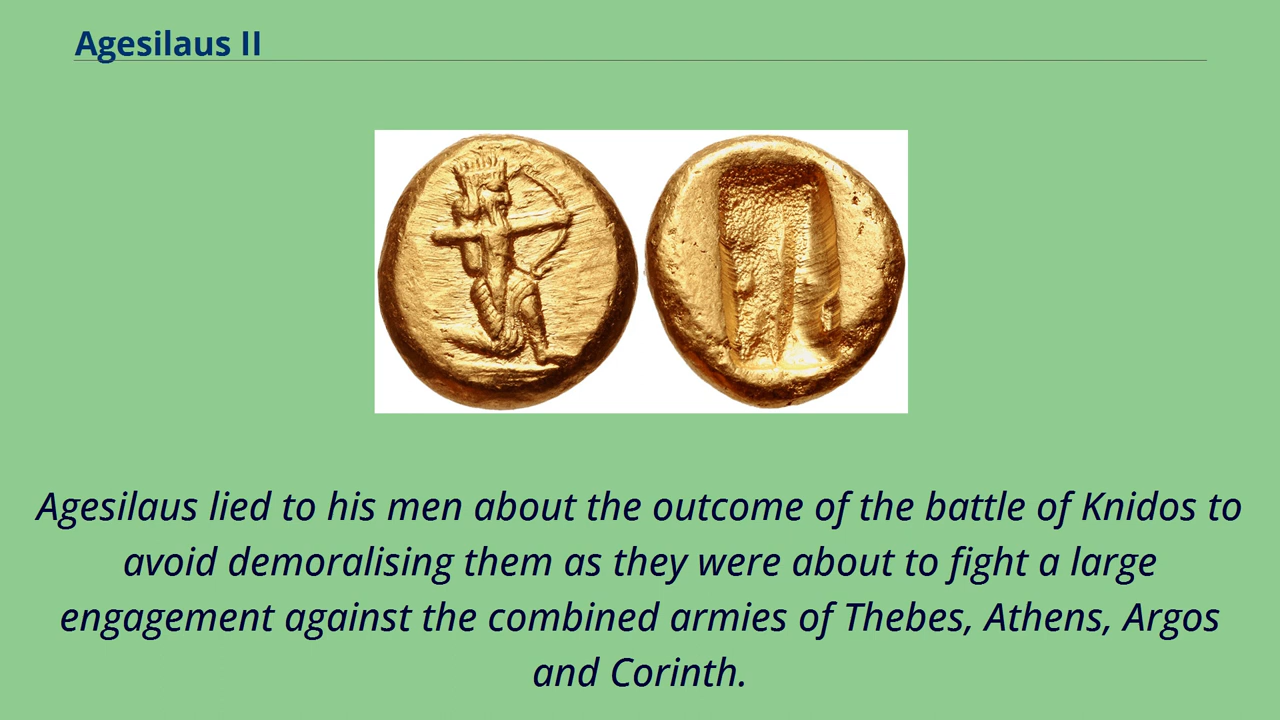 Agesilaus II
Agesilaus lied to his men about the outcome of the battle of Knidos to
avoid demoralising them as they were about to fight a large
engagement against the combined armies of Thebes, Athens, Argos
and Corinth.